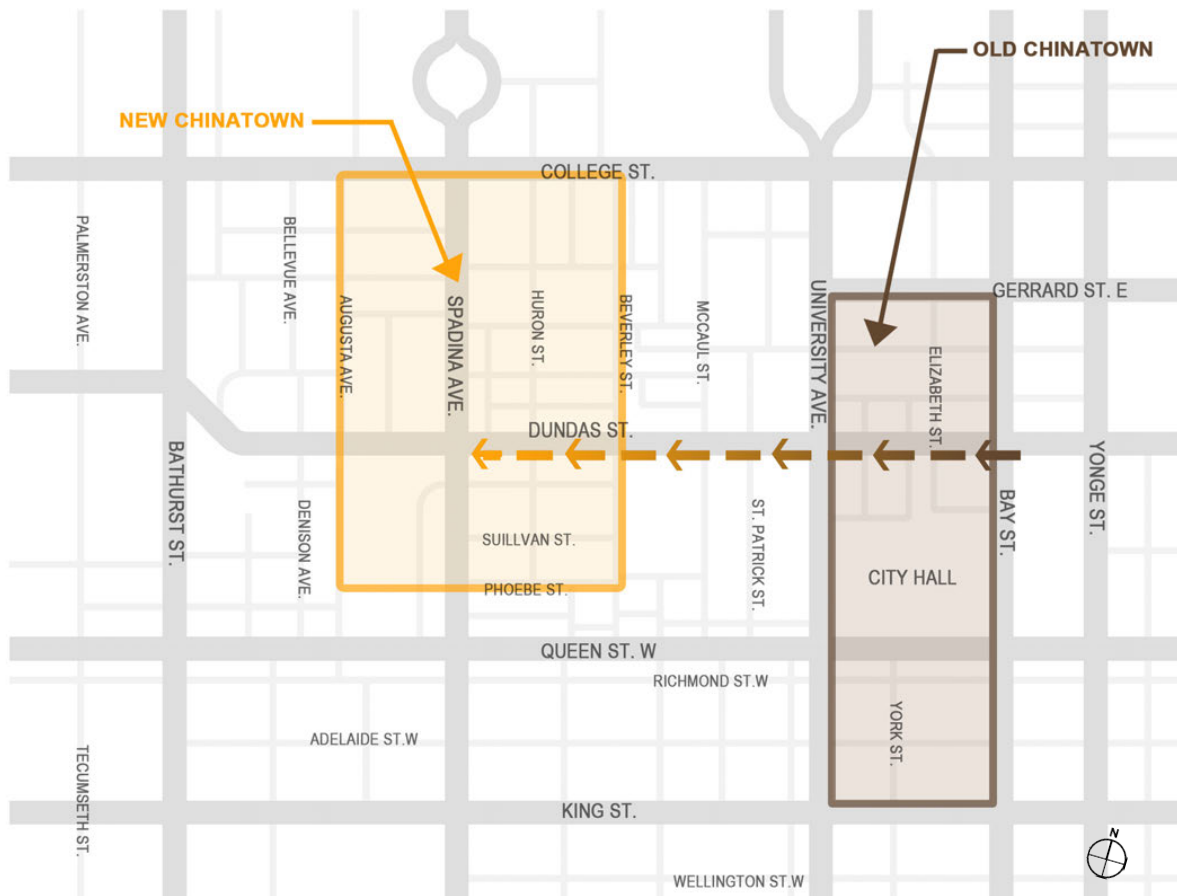 OLD CHINATOWN
NEW CHINATOWN
COLLEGE ST.
PALMERSTON AVE.
BELLEVUE AVE.
AUGUSTA AVE.
SPADINA AVE.
HURON ST.
BEVERLEY ST.
MCCAUL ST.
UNIVERSITY AVE.
GERRARD ST. E
ELIZABETH ST.
DUNDAS ST.
BATHURST ST.
DENISON AVE.
SUILLVAN ST.
PHOEBE ST.
ST. PATRICK ST.
CITY HALL
BAY ST.
YONGE ST.
QUEEN ST. W
RICHMOND ST.W
YORK ST.
ADELAIDE ST.W
TECUMSETH ST.
KING ST.
N
WELLINGTON ST.W